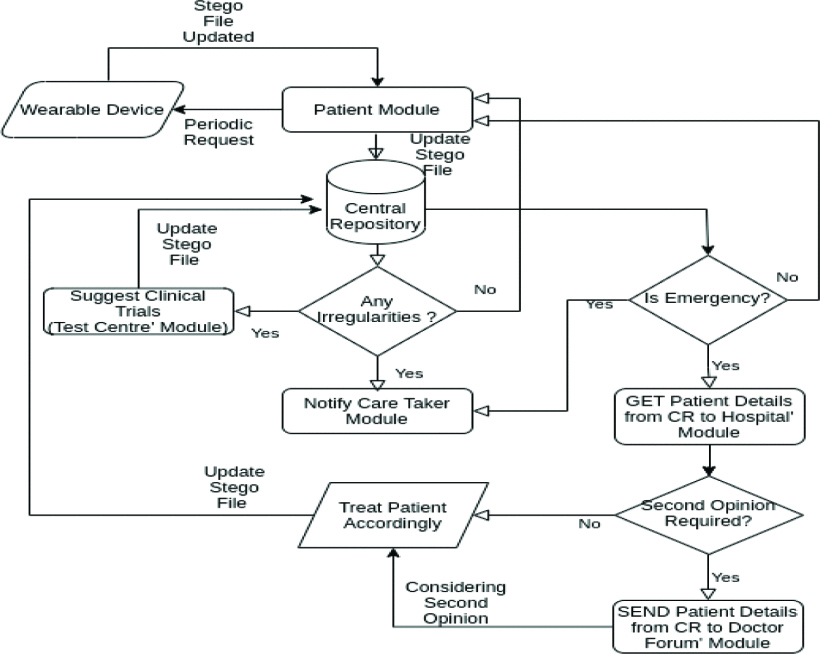 Stego
File
Updated
Wearable Device
Patient Module
Periodic
Request
Update
Stego
File
Central
Repository
Update
Stego
File
Suggest Clinical
Trials
(Test Centre' Module)
Yes
Any
Irregularities ?
No
Yes
Is Emergency?
No
Yes
Yes
Notify Care Taker
Module
GET Patient Details
from CR to Hospital'
Module
Update
Stego
File
Treat Patient
Accordingly
No
Second Opinion
Required?
Yes
Considering
Second
Opinion
SEND Patient Details
from CR to Doctor
Forum' Module